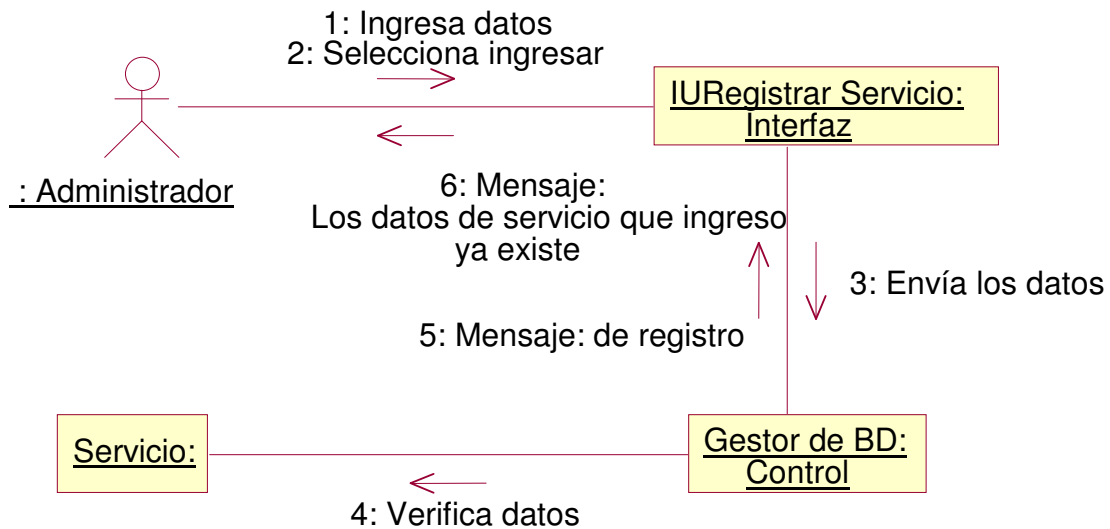 1: Ingresa datos
2: Selecciona ingresar
IURegistrar Servicio:
Interfaz
: Administrador
6: Mensaje:
Los datos de servicio que ingreso
ya existe
3: Envía los datos
5: Mensaje: de registro
Servicio:
Gestor de BD:
Control
4: Verifica datos